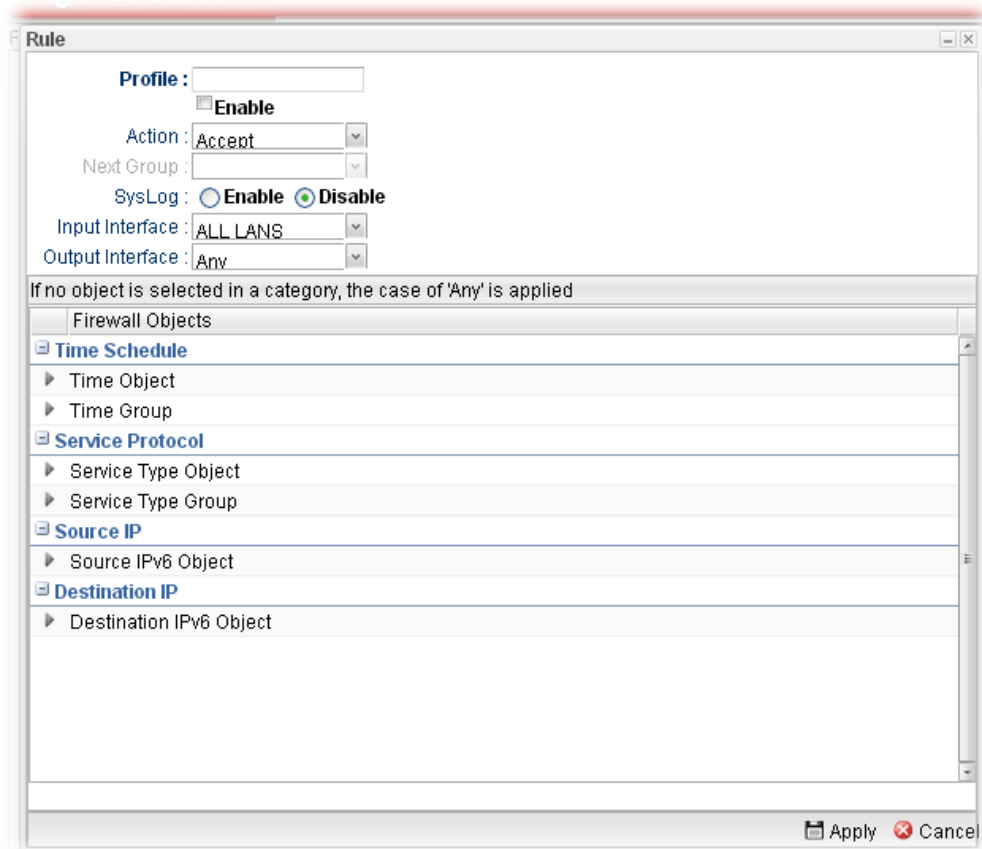 Rule
Profile :
Enable
Action : Accept
Next Group :
SysLog : Enable Disable
Input Interface : ALL LANS
Output Interface : Any
If no object is selected in a category, the case of 'Any' is applied
Firewall Objects
Time Schedule
Time Object
Time Group
Service Protocol
Service Type Object
Service Type Group
Source IP
Source IPv6 Object
Destination IP
Destination IPv6 Object
Apply Cancel